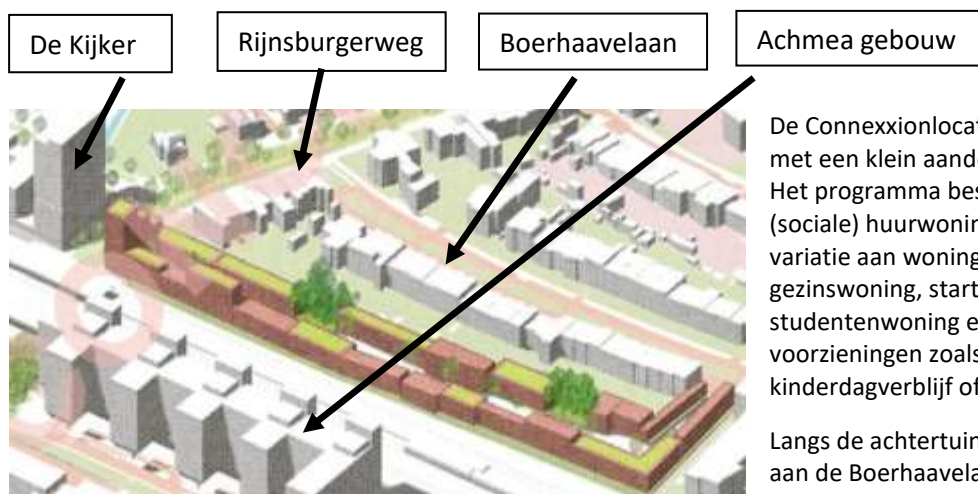 De Kijker
Rijnsburgerweg
Boerhaavelaan
Achmea gebouw
De Connexxionlocat
met een klein aande
Het programma bes
(sociale) huurwonin
variatie aan woning
gezinswoning, start
studentenwoning e
voorzieningen zoals
kinderdagverblijf of
Langs de achtertuin
aan de Boerhaavela